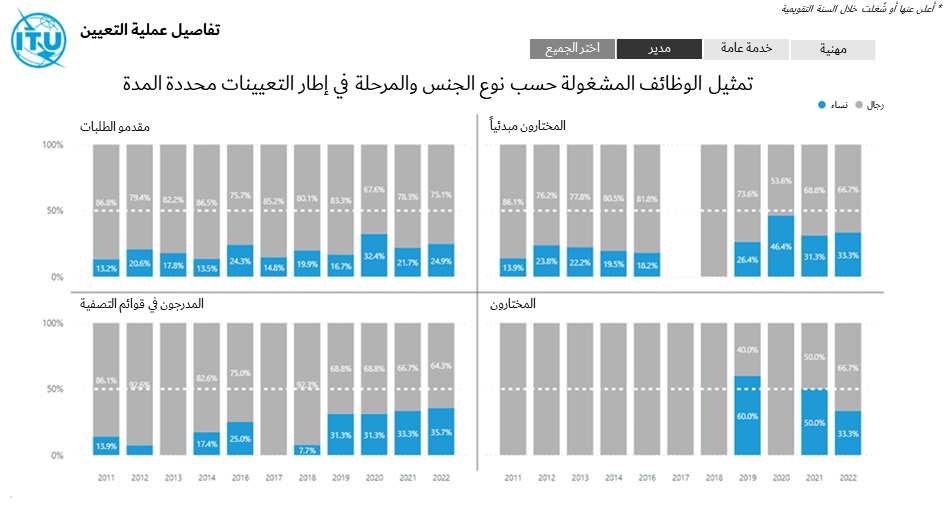 * أعلن عنها أو شُغلت خلال السنة التقويمية
ITU
تفاصيل عملية التعيين
مهنية خدمة عامة مدير اختر الجميع
تمثيل الوظائف المشغولة حسب نوع الجنس والمرحلة في إطار التعيينات محددة المدة
رجال نساء
المختارون مبدئياً
86.1% 76.2% 77.8% 80.5% 81.8% 73.6% 53.6% 68.8% 66.7%
13.9% 23.8% 22.2% 19.5% 18.2% 26.4% 46.4% 31.3% 33.3%
مقدمو الطلبات
100%
86.8% 79.4% 82.2% 86.5% 75.7% 85.2% 80.1% 83.3% 67.6% 78.3% 75.1%
50%
13.2% 20.6% 17.8% 13.5% 24.3% 14.8% 19.9% 16.7% 32.4% 21.7% 24.9%
0%
المختارون
40.0% 50.0% 66.7%
60.0% 50.0% 33.3%
2011 2012 2013 2014 2016 2017 2018 2019 2020 2021 2022
المدرجون في قوائم التصفية
100%
86.1% 92.6% 82.6% 75.0% 92.3% 68.8% 68.8% 66.7% 64.3%
50%
13.9% 17.4% 25.0% 7.7% 31.3% 31.3% 33.3% 35.7%
0%
2011 2012 2013 2014 2016 2017 2018 2019 2020 2021 2022